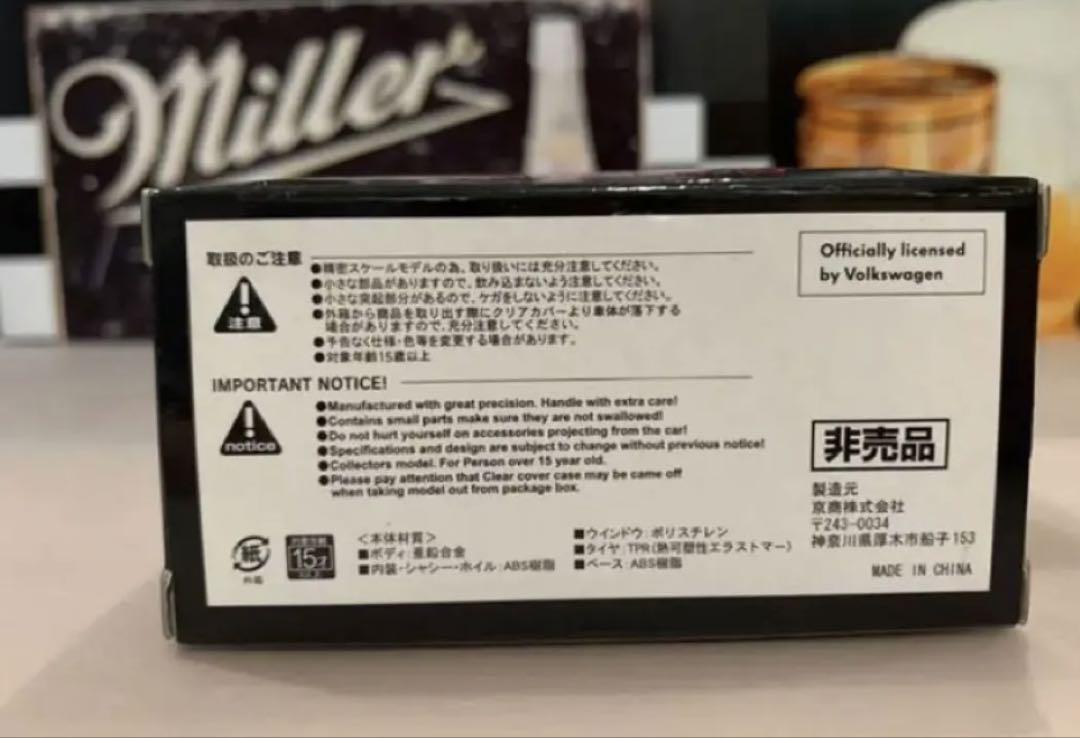 Miller
取扱のご注意
注意
●精密スケールモデルの為、取り扱いには充分注意してください。
●小さな部品がありますので、飲み込まないよう注意してください。
●小さな突起部分があるので、ケガをしないように注意してください。
●外箱から商品を取り出す際にクリアカバーより車体が落下する
場合がありますので、充分注意してください。
●予告なく仕様・色等を変更する場合があります。
●対象年齢15歳以上
Officially licensed
by Volkswagen
IMPORTANT NOTICE!
notice
●Manufactured with great precision. Handle with extra care!
●Contains small parts make sure they are not swallowed!
●Do not hurt yourself on accessories projecting from the car!
●Specifications and design are subject to change without previous notice!
●Collectors model. For Person over 15 year old.
●Please pay attention that Clear cover case may be came off
when taking model out from package box.
非売品
製造元
京商株式会社
〒243-0034
神奈川県厚木市船子153
MADE IN CHINA
紙
外箱
15才
<本体材質>
■ボディ:亜鉛合金
■内装・シャシー・ホイル:ABS樹脂
■ウインドウ:ポリスチレン
■タイヤ:TPR(熱可塑性エラストマー)
■ベース:ABS樹脂